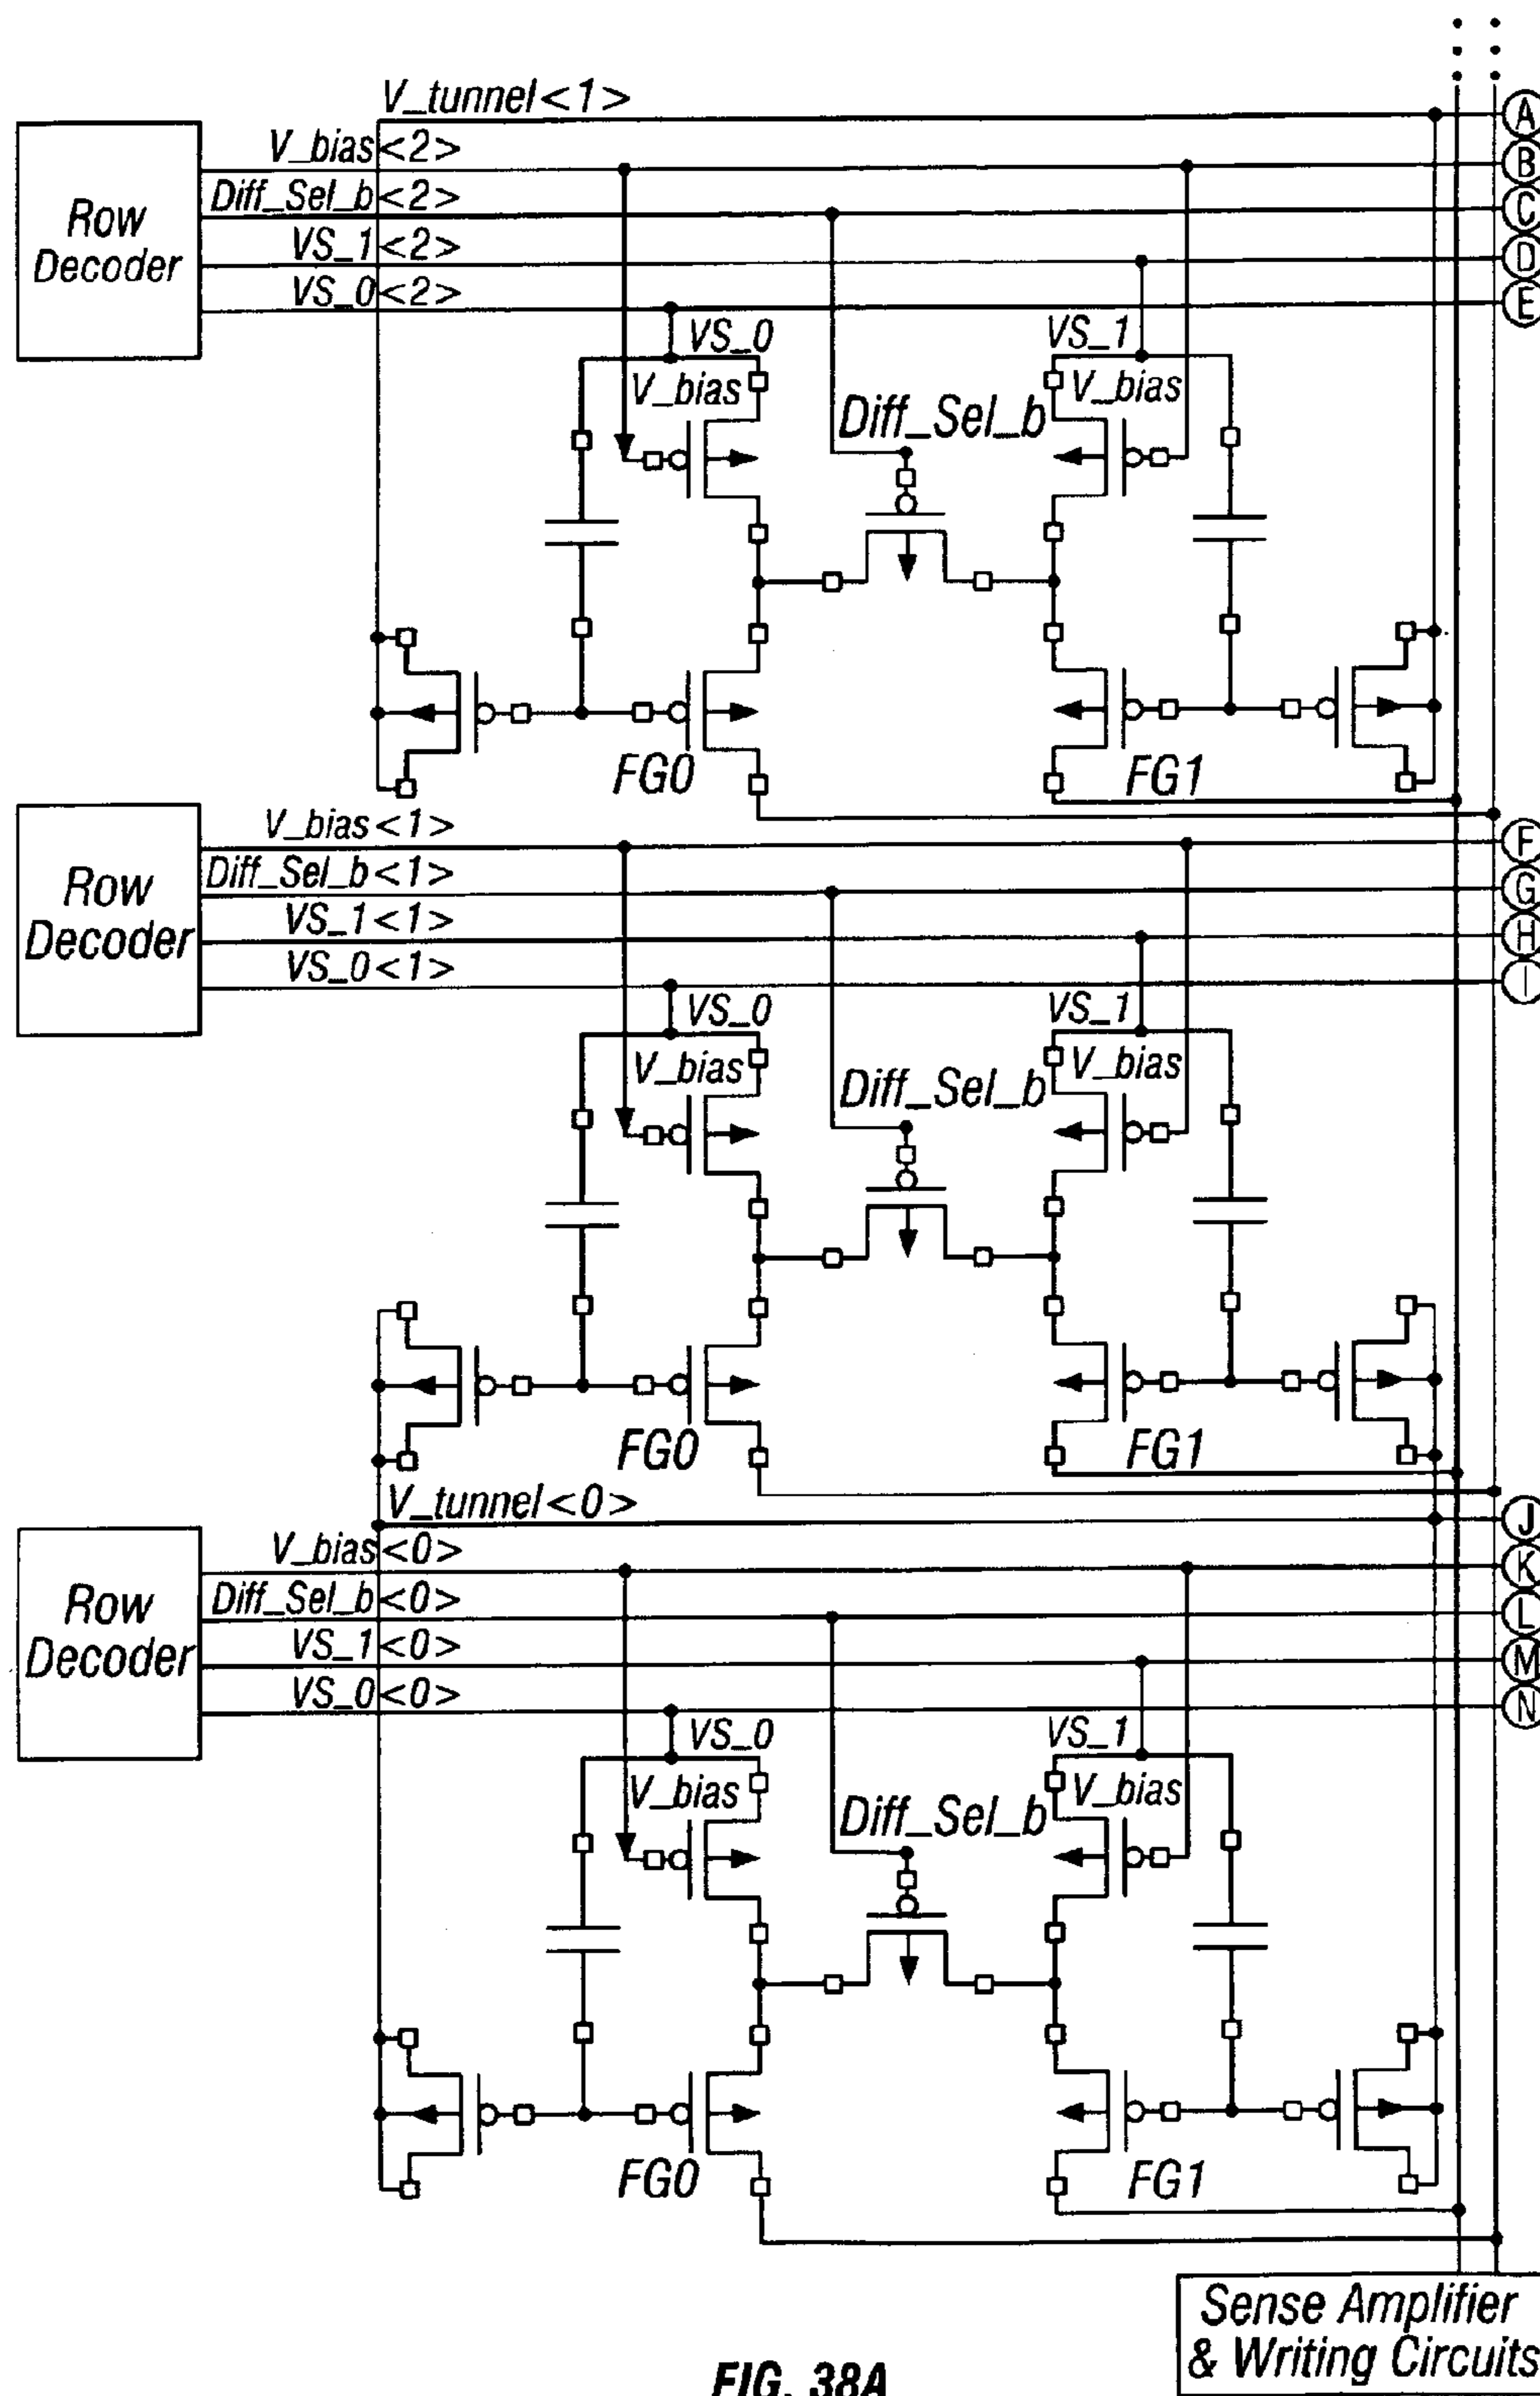 V_tunnel<1>
A
V_bias<2>
B
Row
Decoder
Diff_Sel_b<2>
C
VS_1<2>
D
VS_0<2>
E
VS_0
VS_1
V_bias
V_bias
Diff_Sel_b
FG0
FG1
V_bias<1>
F
Row
Decoder
Diff_Sel_b<1>
G
VS_1<1>
H
VS_0<1>
I
VS_0
VS_1
V_bias
V_bias
Diff_Sel_b
FG0
FG1
V_tunnel<0>
J
V_bias<0>
K
Row
Decoder
Diff_Sel_b<0>
L
VS_1<0>
M
VS_0<0>
N
VS_0
VS_1
V_bias
V_bias
Diff_Sel_b
FG0
FG1
Sense Amplifier
& Writing Circuits
FIG. 38A